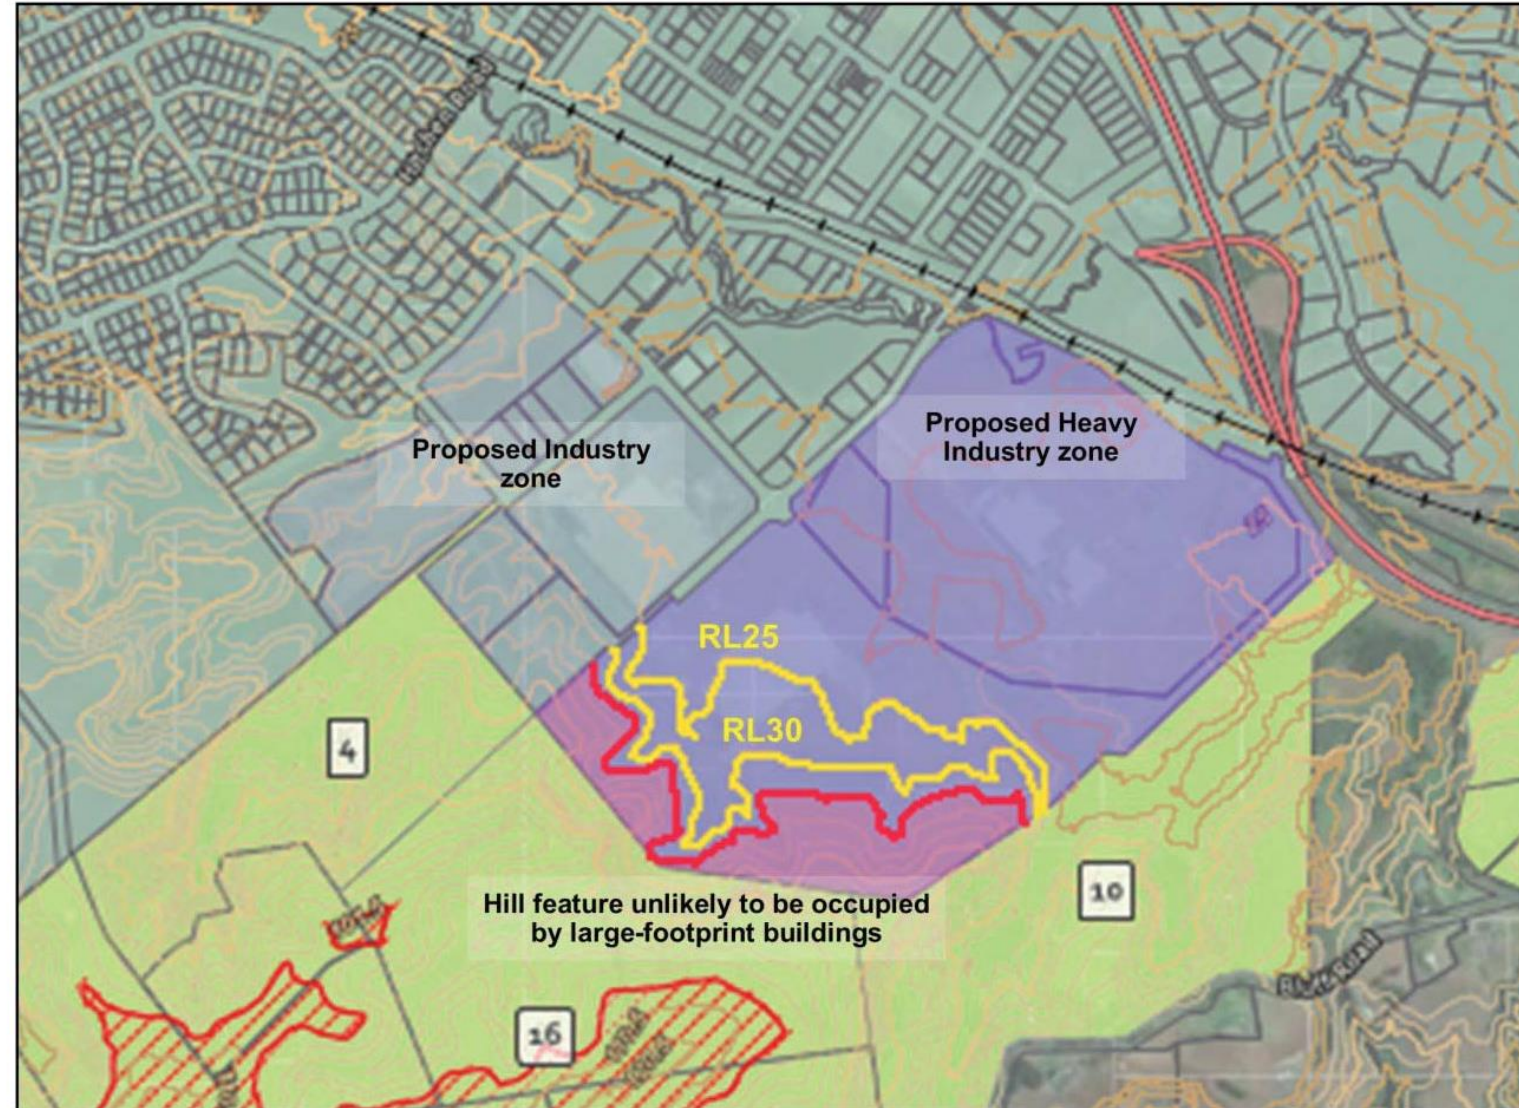 Proposed Industry
zone
Proposed Heavy
Industry zone
RL25
RL30
4
10
Hill feature unlikely to be occupied
by large-footprint buildings
16